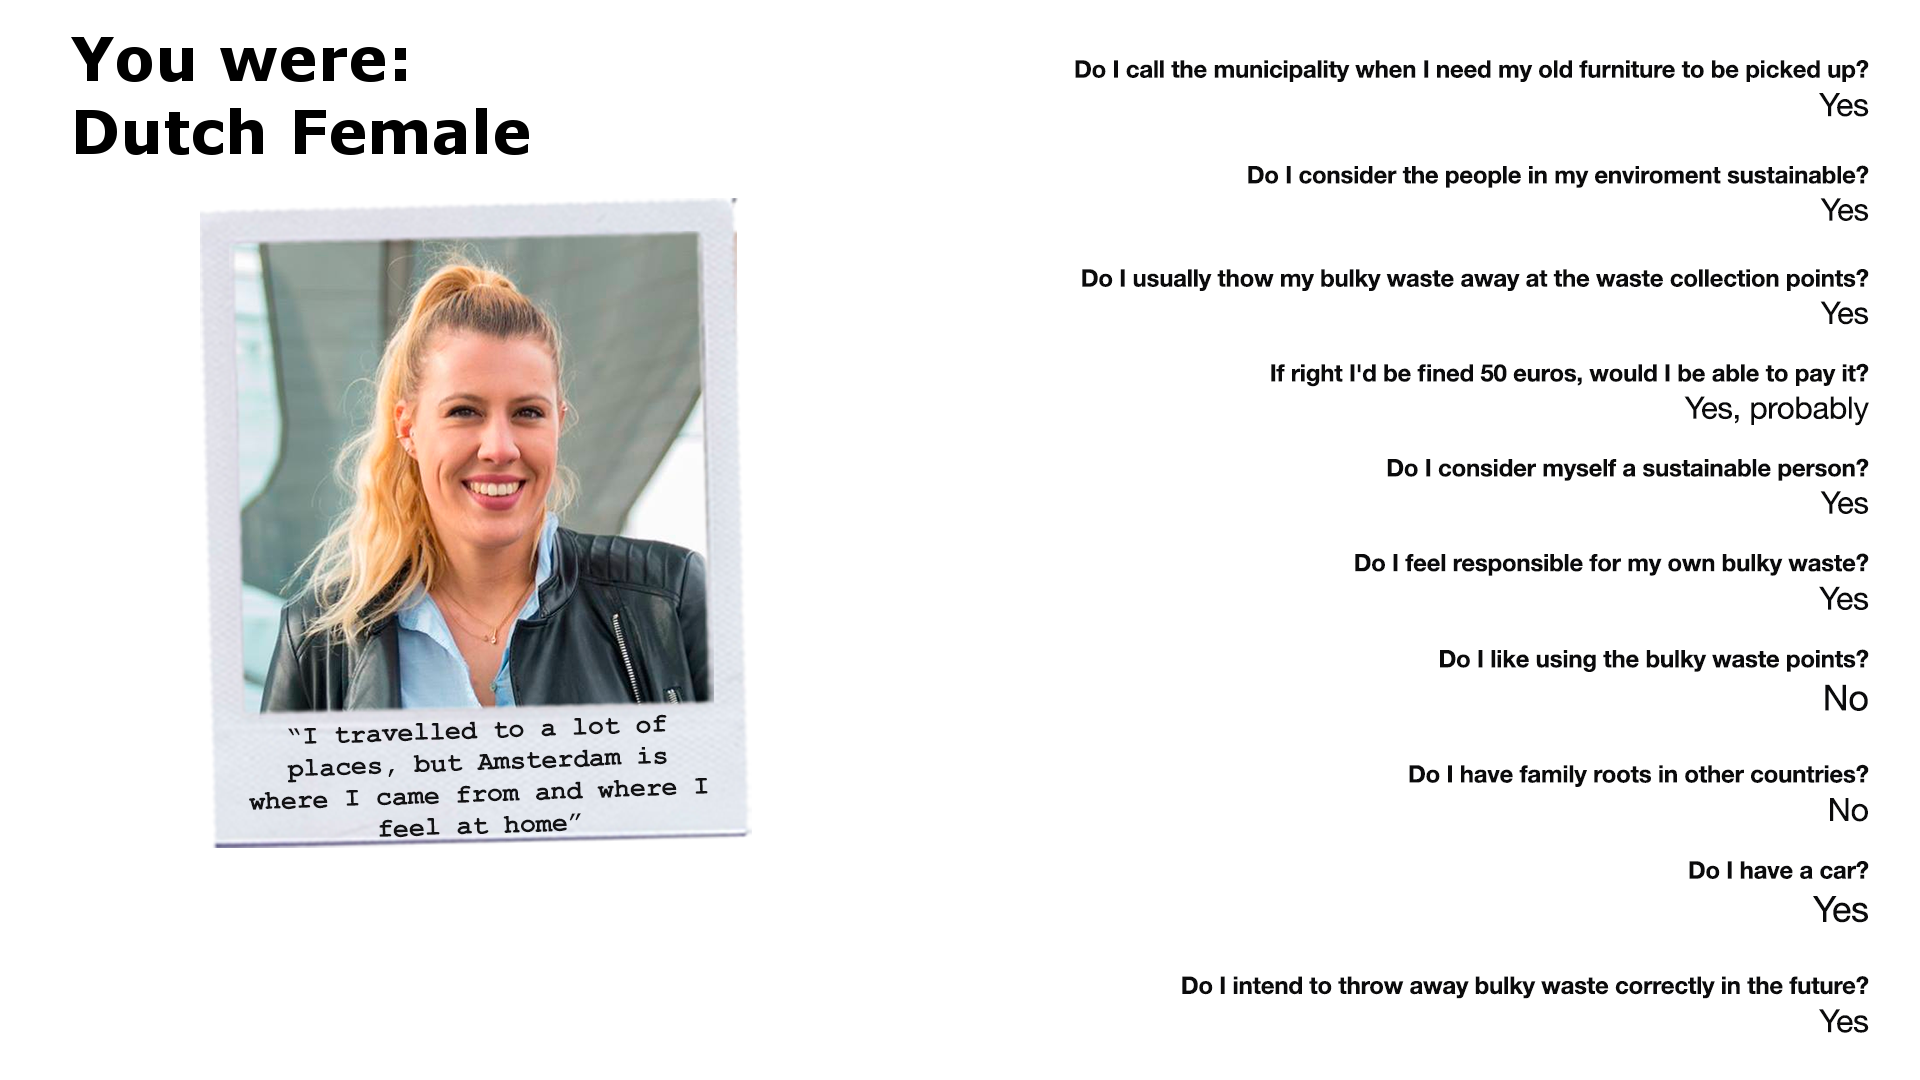 You were:
Dutch Female
“I travelled to a lot of
places, but Amsterdam is
where I came from and where I
feel at home”
Do I call the municipality when I need my old furniture to be picked up?
Yes
Do I consider the people in my enviroment sustainable?
Yes
Do I usually thow my bulky waste away at the waste collection points?
Yes
If right I'd be fined 50 euros, would I be able to pay it?
Yes, probably
Do I consider myself a sustainable person?
Yes
Do I feel responsible for my own bulky waste?
Yes
Do I like using the bulky waste points?
No
Do I have family roots in other countries?
No
Do I have a car?
Yes
Do I intend to throw away bulky waste correctly in the future?
Yes